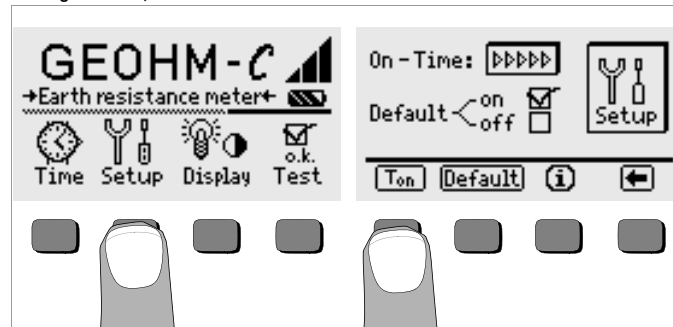 GEOHM-C
→Earth resistance meter←
Time Setup Display o.k. Test
On-Time: ▷▷▷▷▷
Default on
off
Setup
Ton Default i